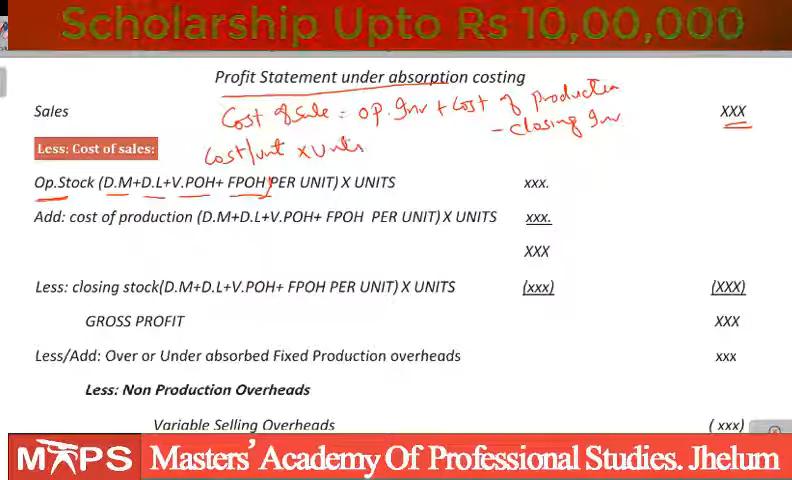 Scholarship Upto Rs 10,00,000
Profit Statement under absorption costing
Sales XXX
Cost of sale = op. Inv + Cost of Production
- closing Inv
Less: Cost of sales:
Cost/unit x Units
Op.Stock (D.M+D.L+V.POH+ FPOH PER UNIT) X UNITS xxx.
Add: cost of production (D.M+D.L+V.POH+ FPOH PER UNIT) X UNITS xxx.
XXX
Less: closing stock(D.M+D.L+V.POH+ FPOH PER UNIT) X UNITS (xxx) (XXX)
GROSS PROFIT XXX
Less/Add: Over or Under absorbed Fixed Production overheads xxx
Less: Non Production Overheads
Variable Selling Overheads ( xxx)
MAPS Masters' Academy Of Professional Studies. Jhelum